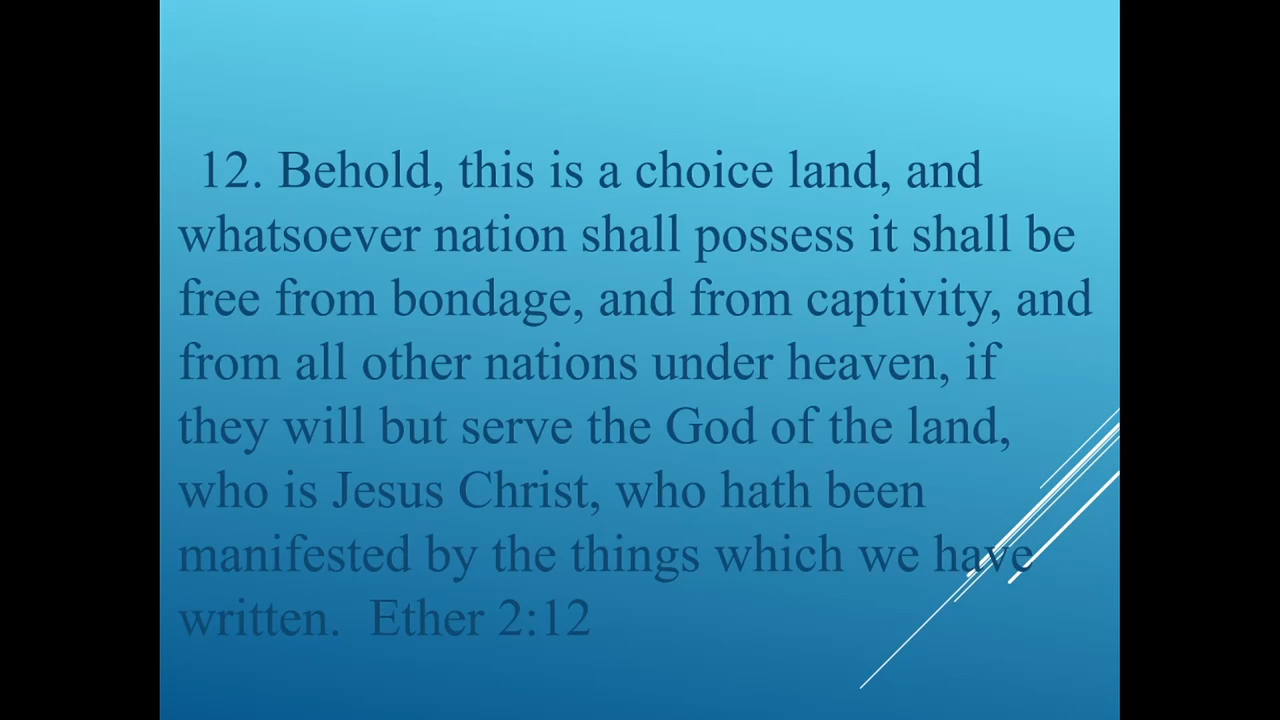 12. Behold, this is a choice land, and
whatsoever nation shall possess it shall be
free from bondage, and from captivity, and
from all other nations under heaven, if
they will but serve the God of the land,
who is Jesus Christ, who hath been
manifested by the things which we have
written.  Ether 2:12